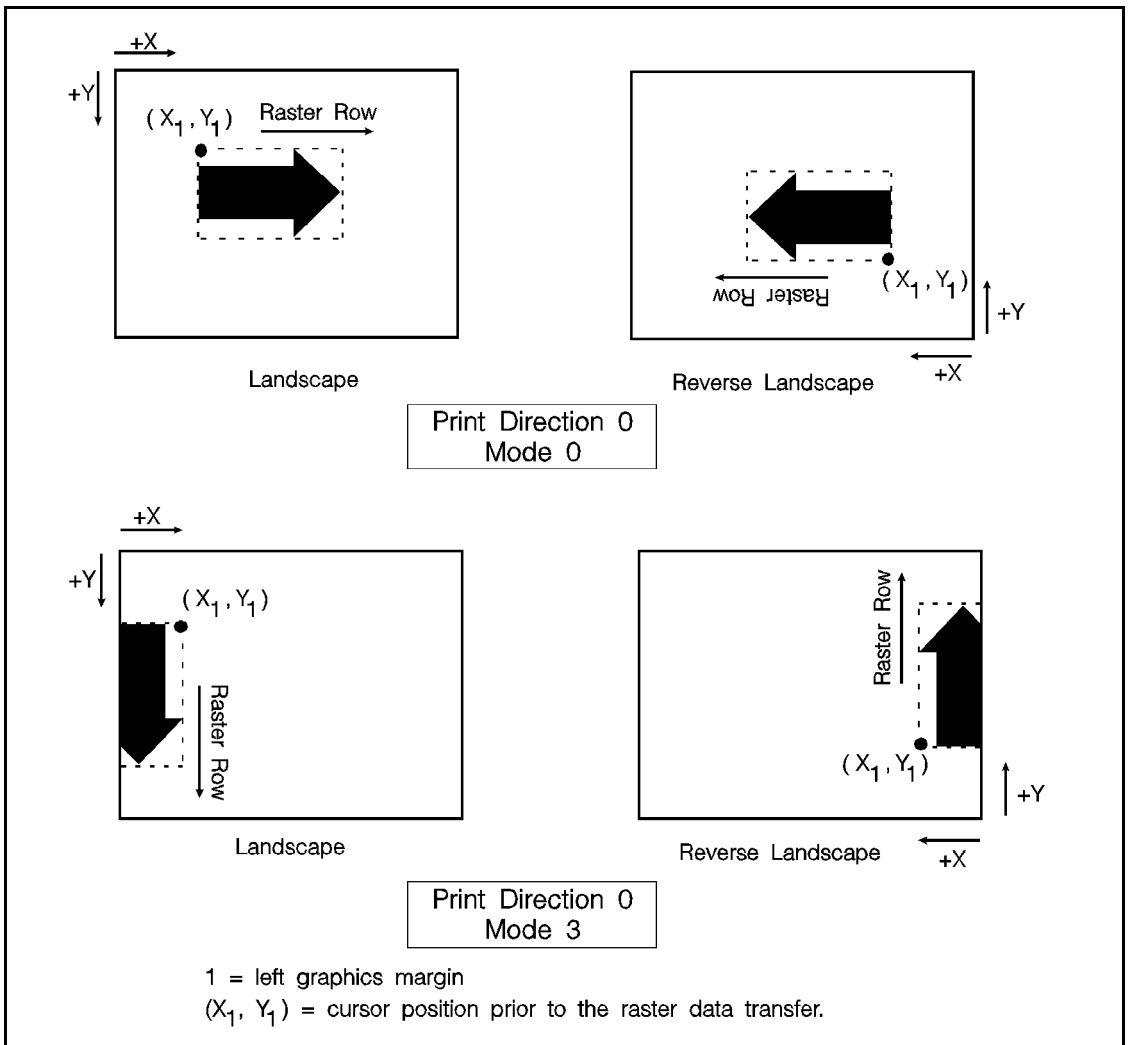 +X
+Y
(X1, Y1)
Raster Row
Landscape
Raster Row
(X1, Y1)
+Y
+X
Reverse Landscape
Print Direction 0
Mode 0
+X
+Y
(X1, Y1)
Raster Row
Landscape
Raster Row
(X1, Y1)
+Y
+X
Reverse Landscape
Print Direction 0
Mode 3
1 = left graphics margin
(X1, Y1) = cursor position prior to the raster data transfer.